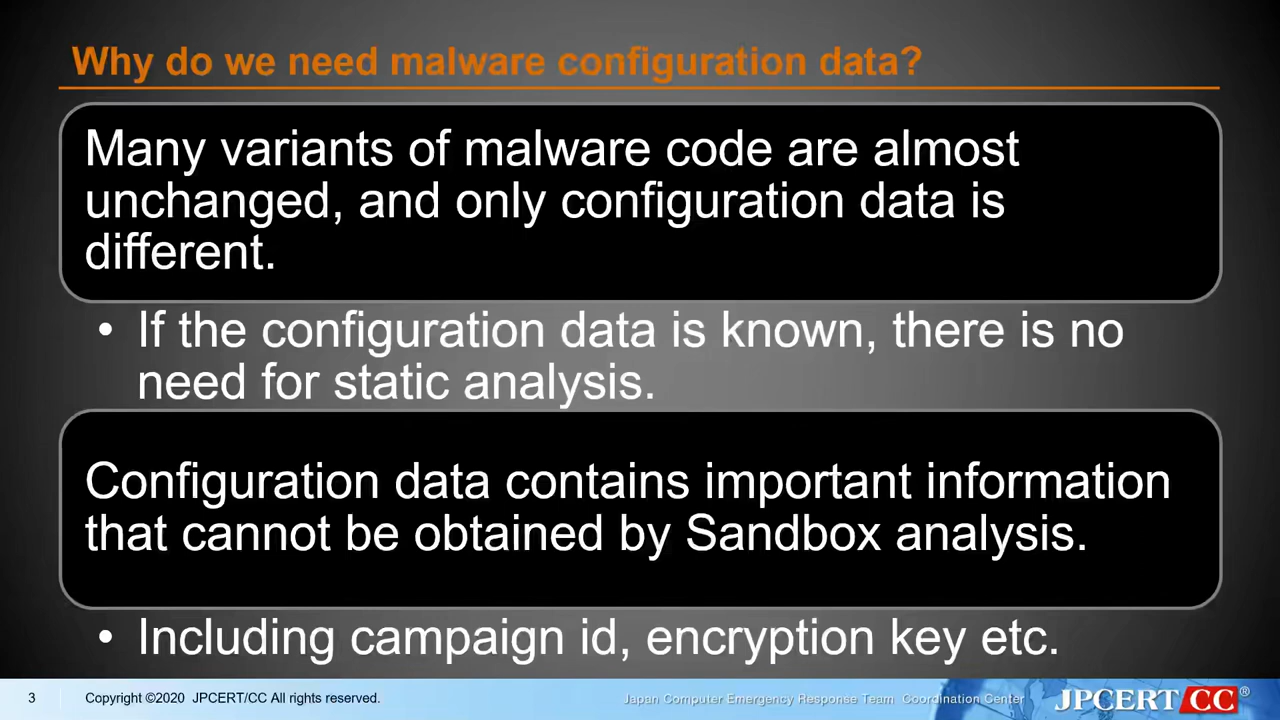 Why do we need malware configuration data?
Many variants of malware code are almost
unchanged, and only configuration data is
different.
• If the configuration data is known, there is no
need for static analysis.
Configuration data contains important information
that cannot be obtained by Sandbox analysis.
• Including campaign id, encryption key etc.
3 Copyright ©2020 JPCERT/CC All rights reserved. Japan Computer Emergency Response Team Coordination Center JPCERT CC®